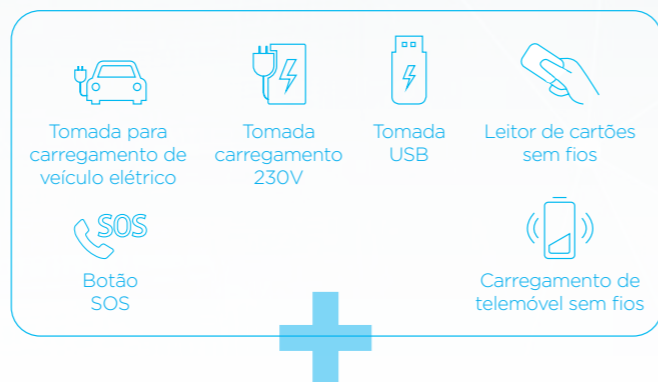 Tomada para
carregamento de
veículo elétrico
Tomada
carregamento
230V
Tomada
USB
Leitor de cartões
sem fios
SOS
Botão
SOS
Carregamento de
telemóvel sem fios